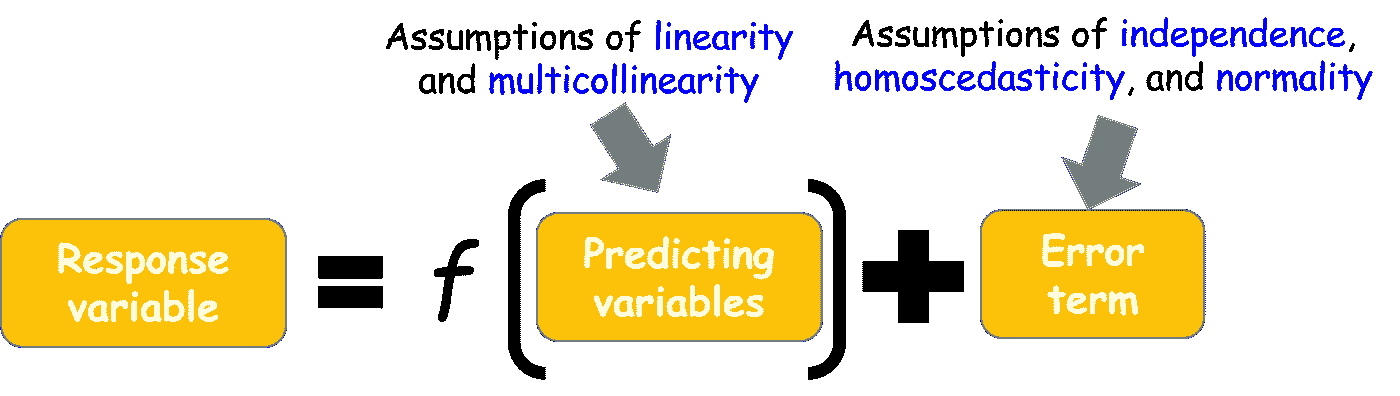 Assumptions of linearity
and multicollinearity
Assumptions of independence,
homoscedasticity, and normality
Response
variable
=
f
(
Predicting
variables
)
+
Error
term